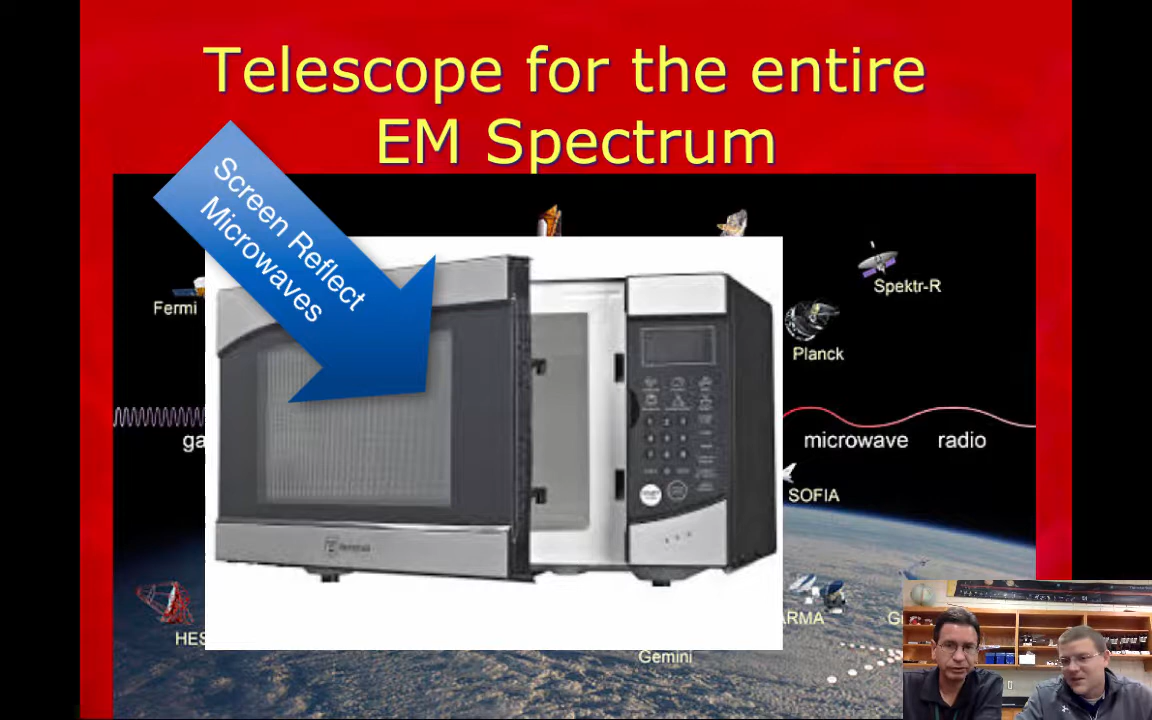 Telescope for the entire
EM Spectrum
Screen Reflect
Microwaves
Spektr-R
Fermi
Planck
ga
microwave radio
SOFIA
ARMA
HES
Gemini